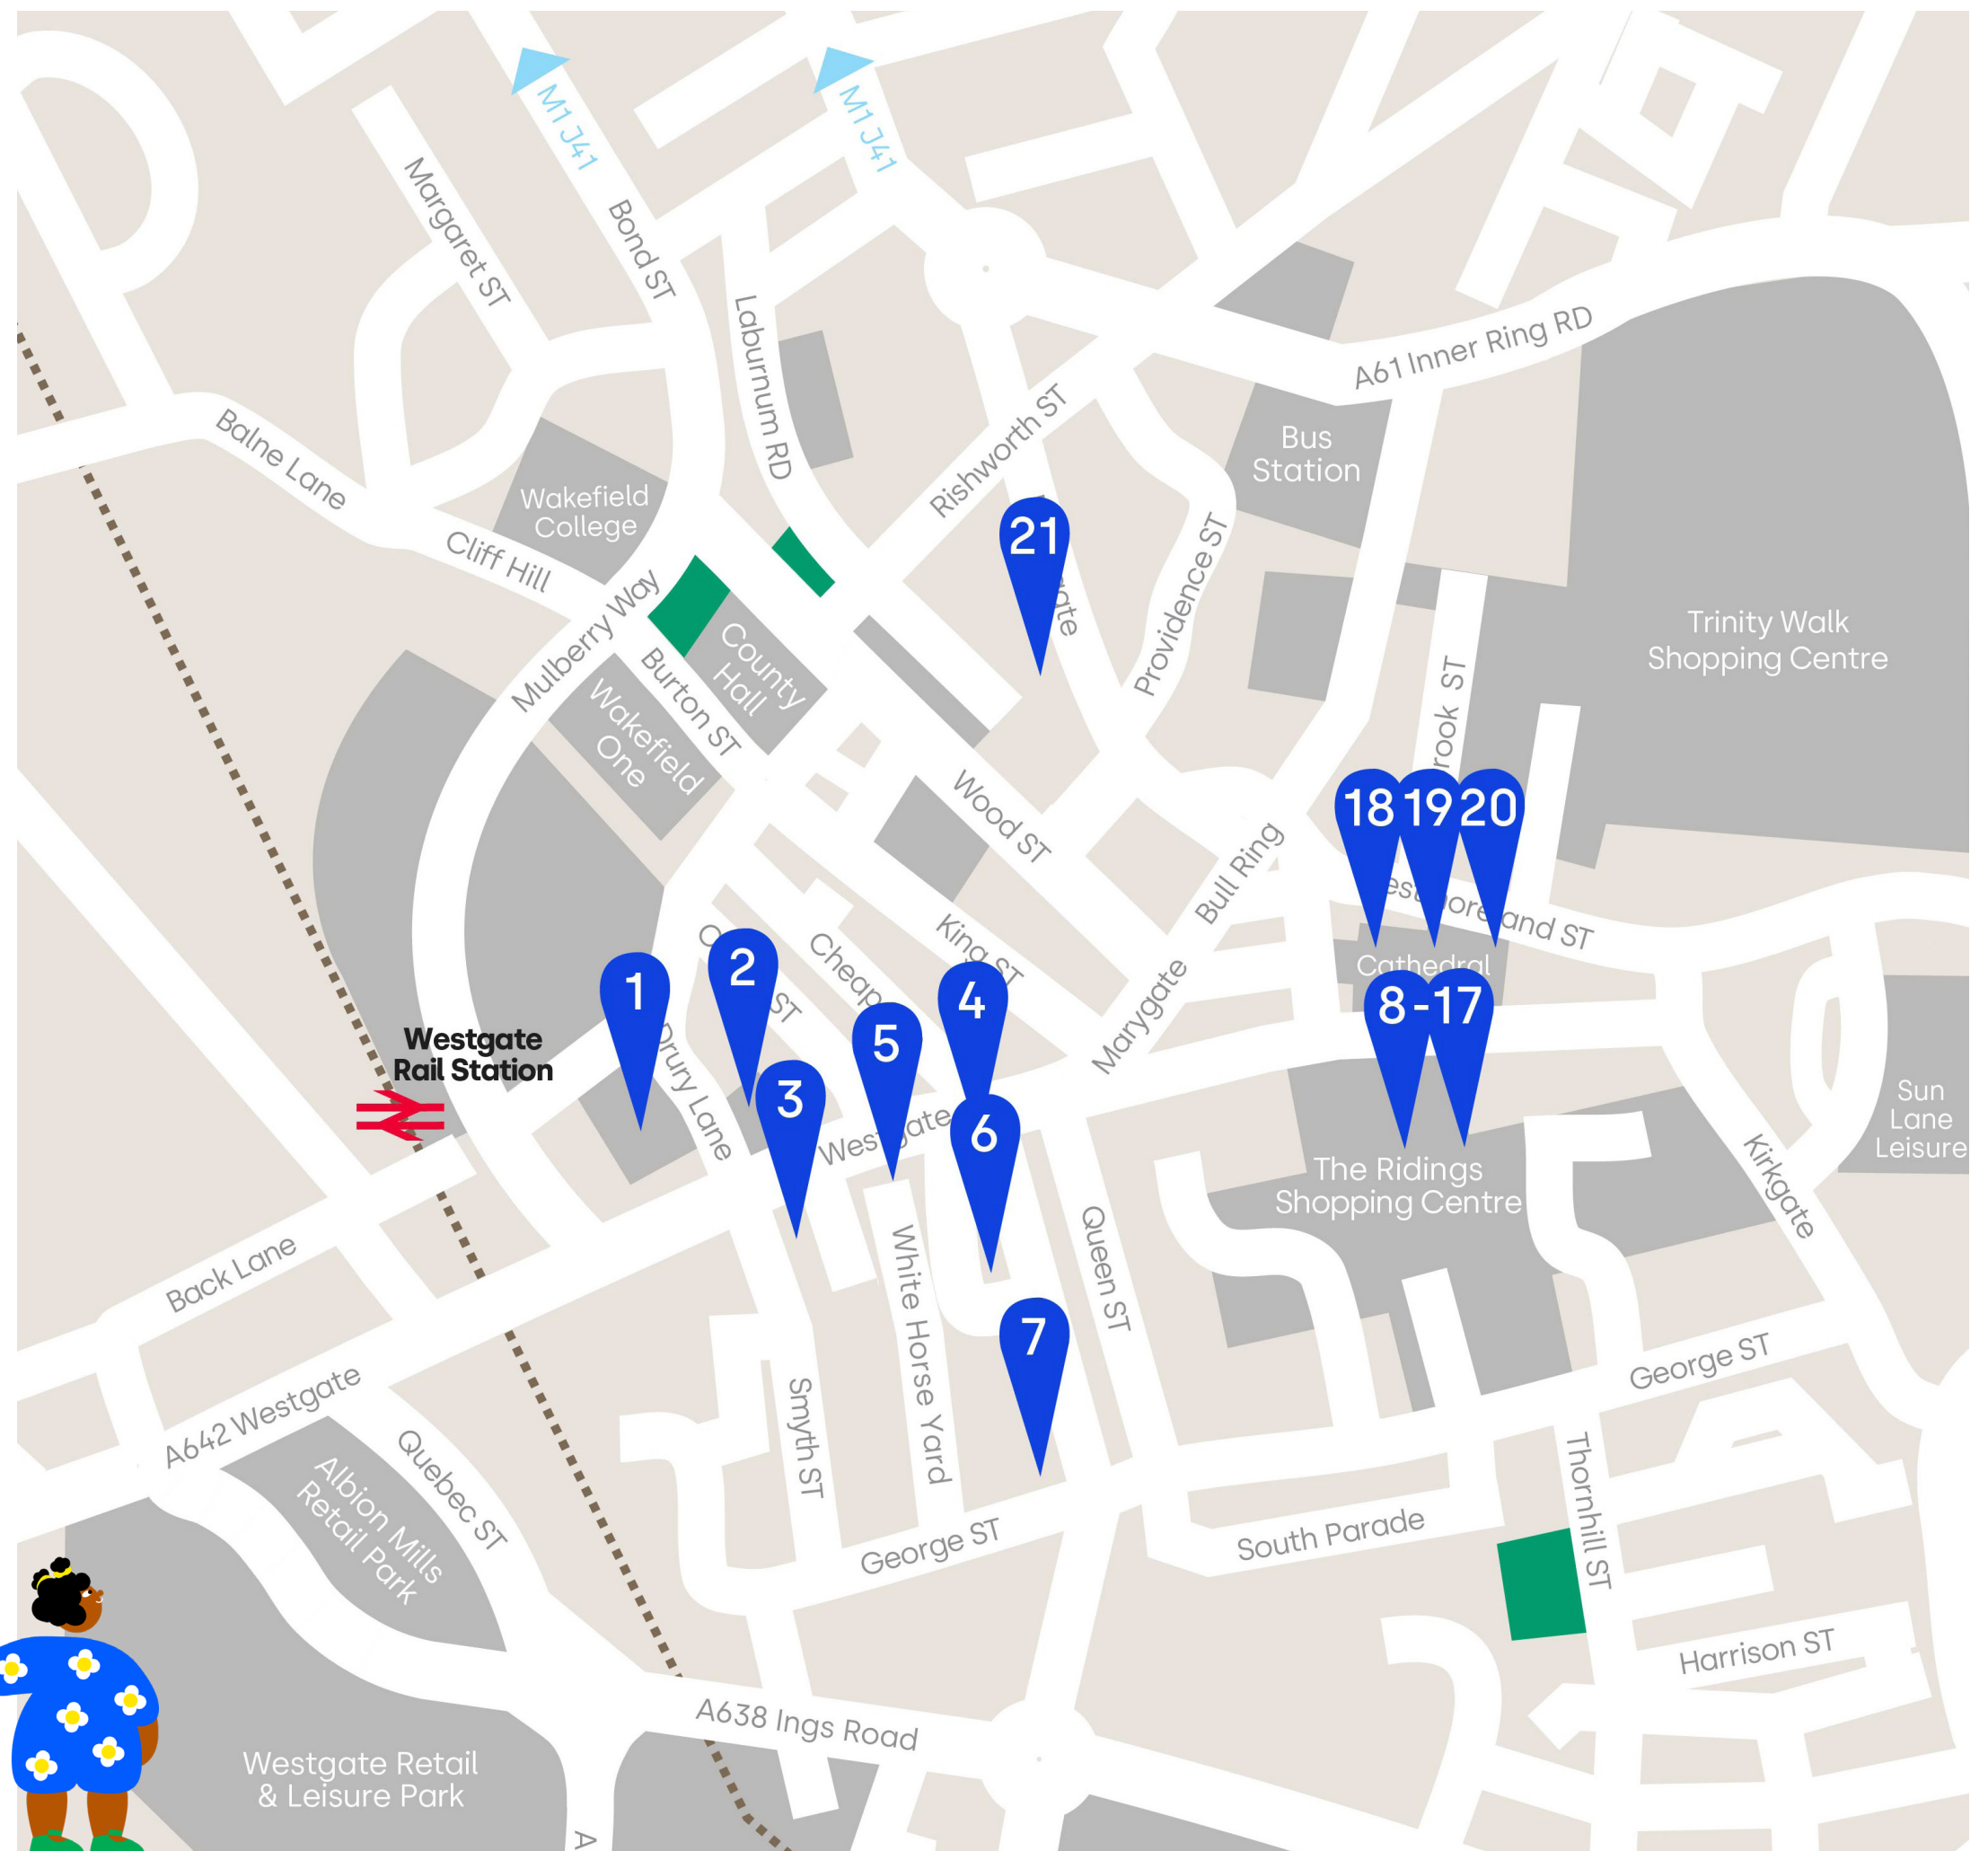 M1 J41
M1 J41
Margaret ST
Bond ST
Laburnum RD
A61 Inner Ring RD
Rishworth ST
Balne Lane
Bus
Station
Wakefield
College
Cliff Hill
21
Providence ST
Mulberry Way
County
Hall
Burton ST
Wakefield
One
Trinity Walk
Shopping Centre
Wood ST
Bull Ring
18
19
20
King ST
Marygate
Cathedral
1
2
ST
3
4
5
6
7
8-17
Westgate
Rail Station
Drury Lane
Westgate
The Ridings
Shopping Centre
Sun
Lane
Leisure
Kirkgate
Queen ST
White Horse Yard
Back Lane
A642 Westgate
Quebec ST
Albion Mills
Retail Park
Smyth ST
George ST
George ST
South Parade
Thornhill ST
Harrison ST
A638 Ings Road
Westgate Retail
& Leisure Park
A